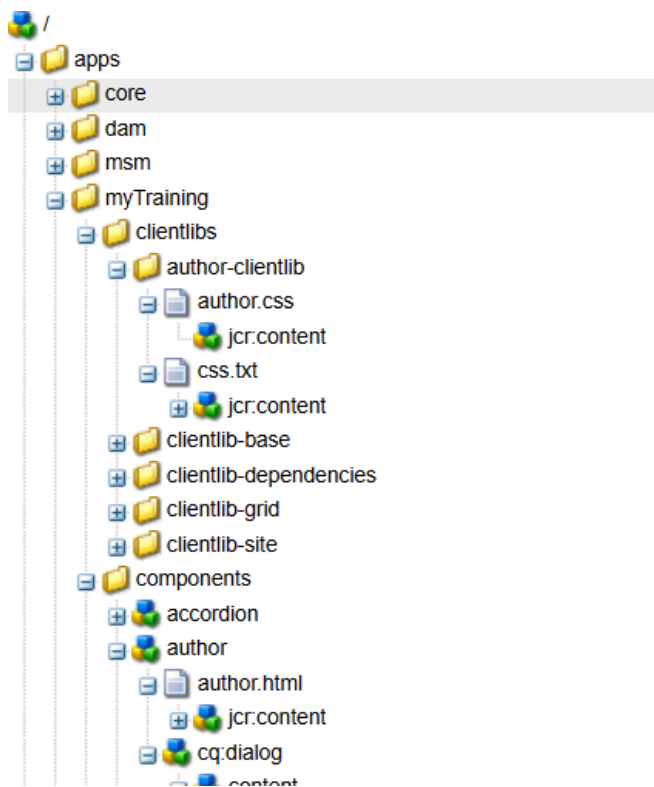 /
apps
core
dam
msm
myTraining
clientlibs
author-clientlib
author.css
jcr:content
css.txt
jcr:content
clientlib-base
clientlib-dependencies
clientlib-grid
clientlib-site
components
accordion
author
author.html
jcr:content
cq:dialog
content